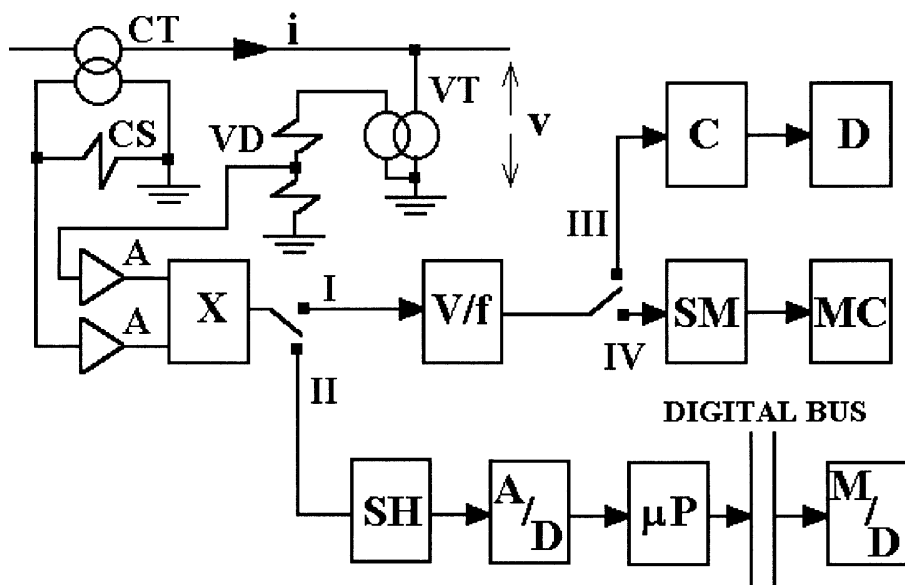 CT
i
CS
VD
VT
v
C
D
III
A
A
X
I
V/f
SM
MC
IV
II
DIGITAL BUS
SH
A/D
μP
M/D